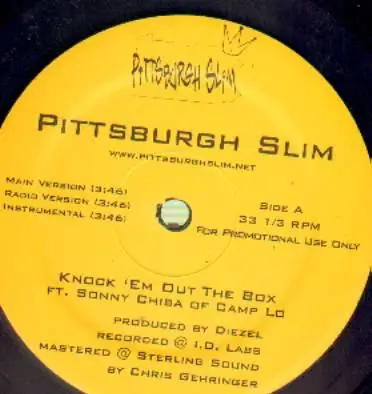 Pittsburgh Slim
Pittsburgh Slim
www.pittsburghslim.net
Main Version (3:46)
Radio Version (3:46)
Instrumental (3:46)
Side A
33 1/3 RPM
For Promotional Use Only
Knock 'Em Out The Box
ft. Sonny Chiba of Camp Lo
produced by Diezel
recorded @ I.D. Labs
mastered @ Sterling Sound
by Chris Gehringer